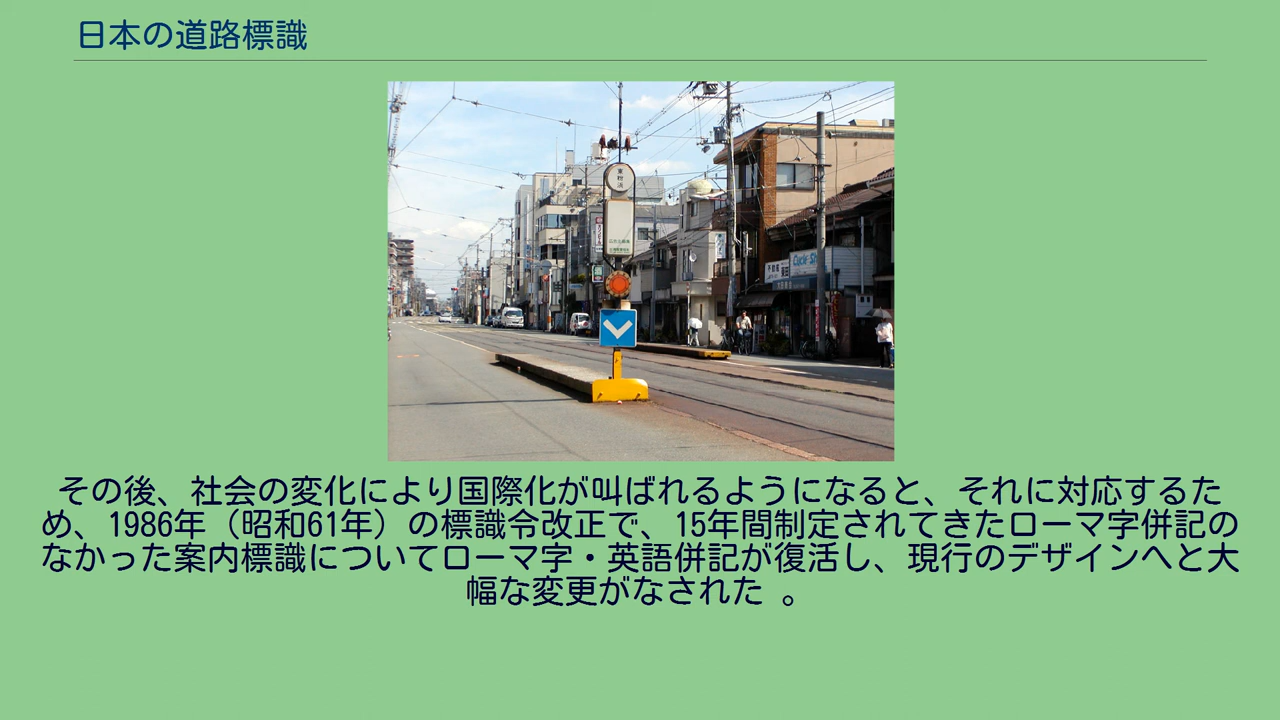 日本の道路標識
東
Cycle Sh
その後、社会の変化により国際化が叫ばれるようになると、それに対応するた
め、1986年（昭和61年）の標識令改正で、15年間制定されてきたローマ字併記の
なかった案内標識についてローマ字・英語併記が復活し、現行のデザインへと大
幅な変更がなされた 。